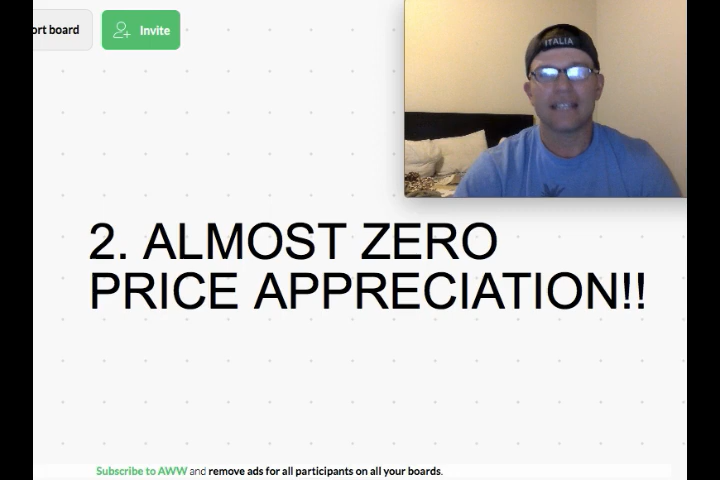 ort board
Invite
ITALIA
2. ALMOST ZERO
PRICE APPRECIATION!!
Subscribe to AWW and remove ads for all participants on all your boards.